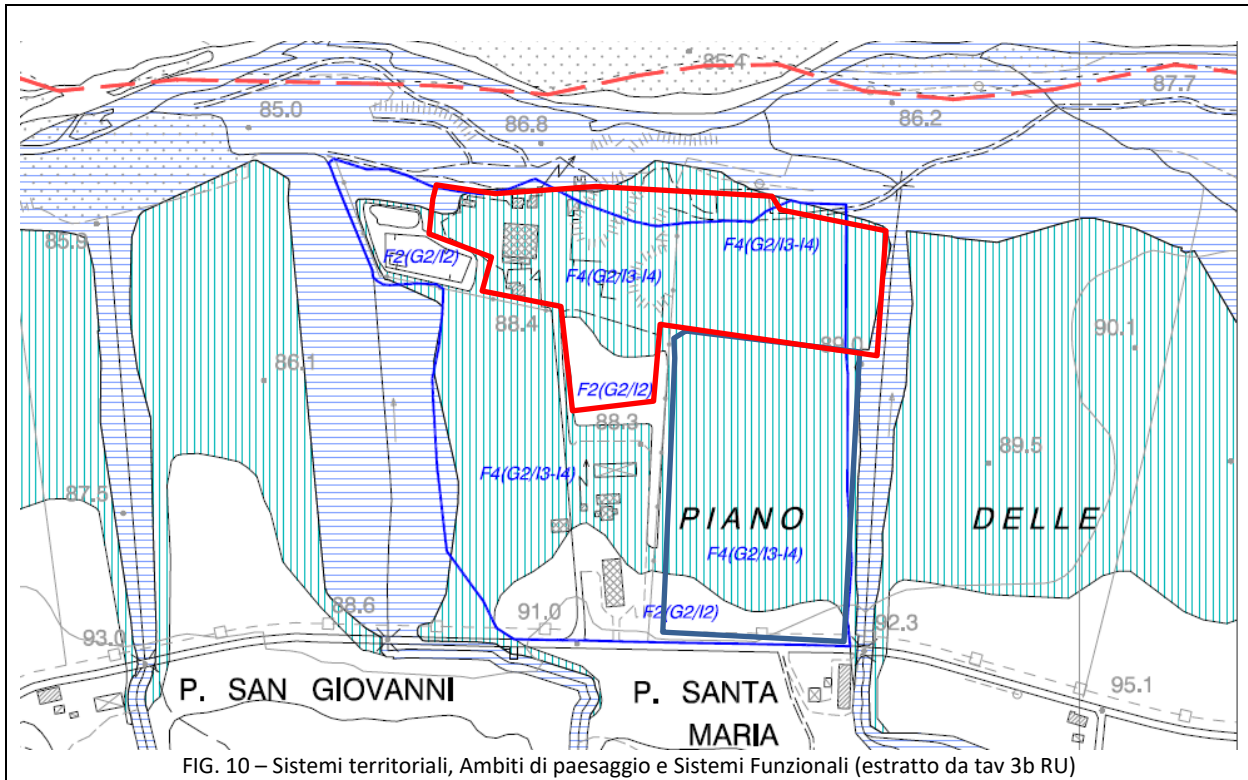 85.4
87.7
85.0
86.8
86.2
85.9
F2(G2/I2)
F4(G2/I3-I4)
F4(G2/I3-I4)
88.4
89.0
90.1
86.1
F2(G2/I2)
88.3
89.5
F4(G2/I3-I4)
87.5
PIANO DELLE
F4(G2/I3-I4)
88.6
91.0
F2(G2/I2)
92.3
93.0
95.1
P. SAN GIOVANNI
P. SANTA
MARIA
FIG. 10 – Sistemi territoriali, Ambiti di paesaggio e Sistemi Funzionali (estratto da tav 3b RU)